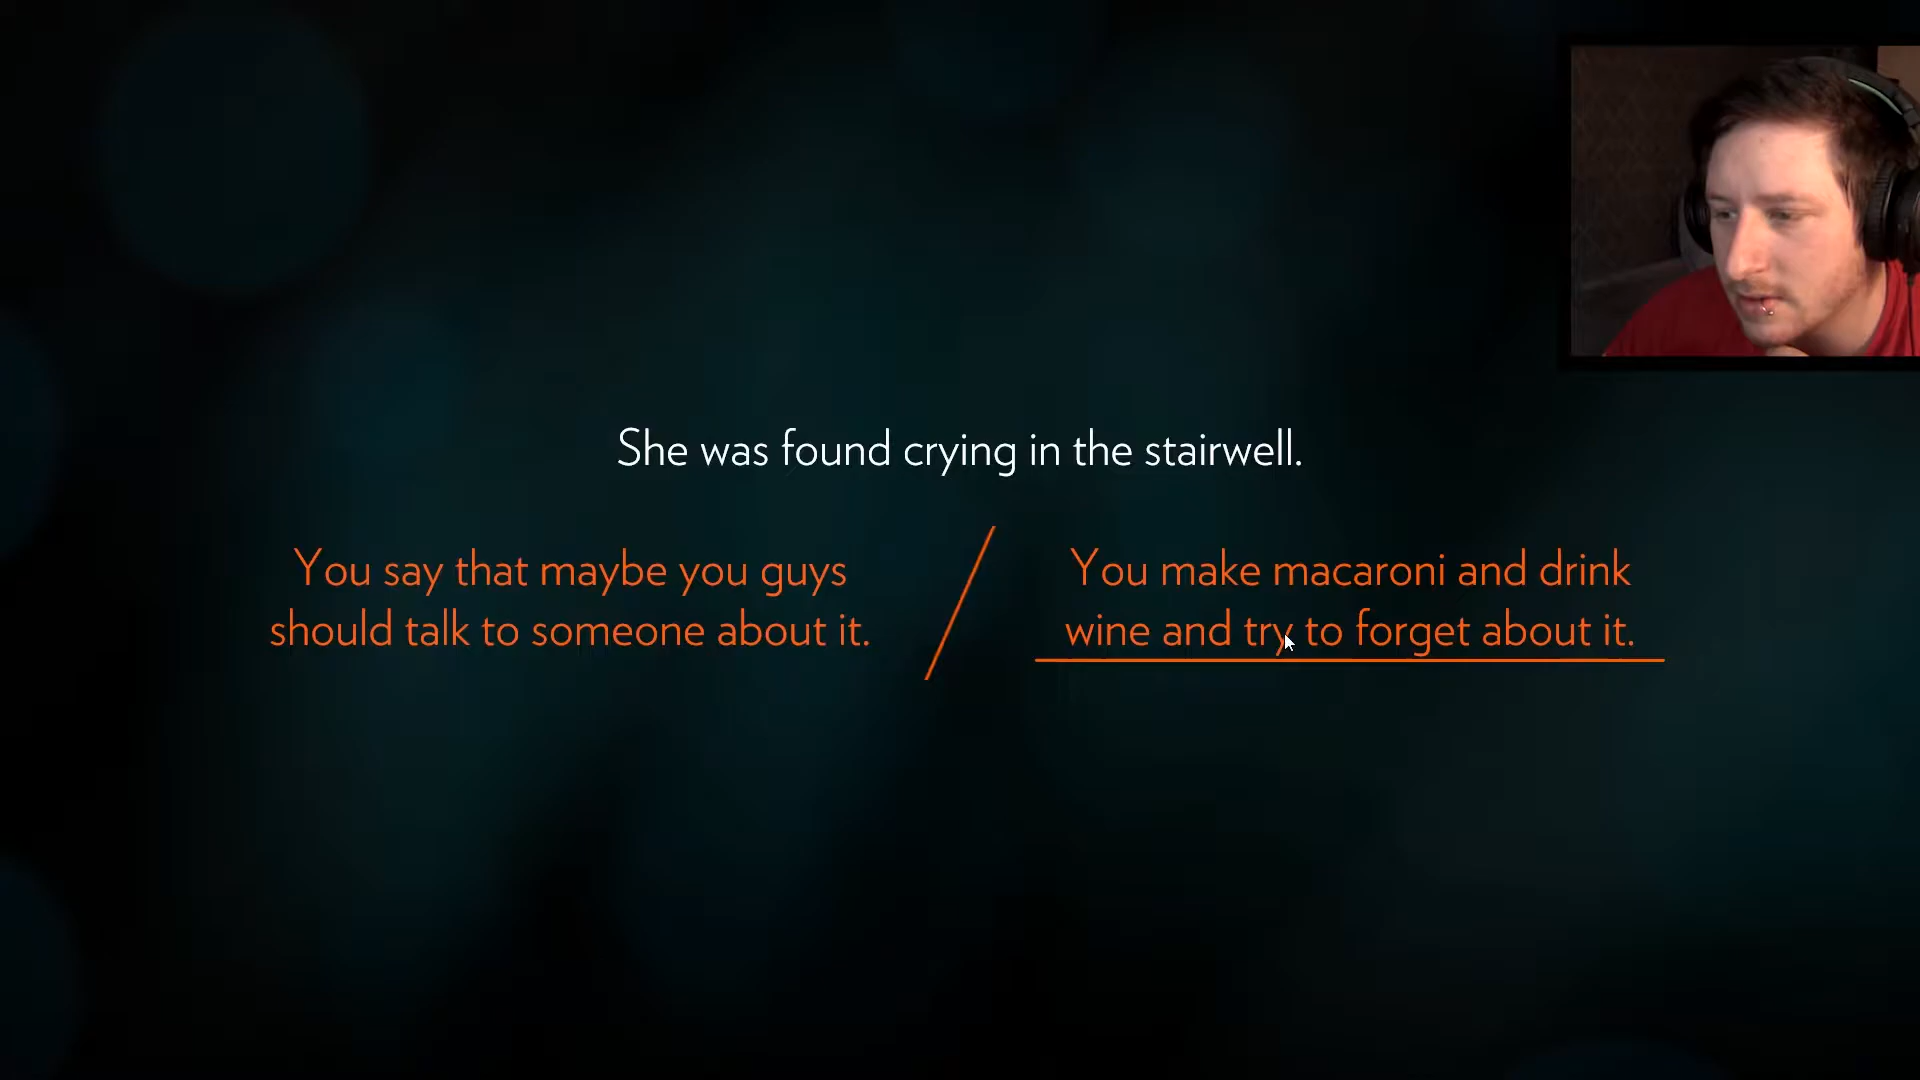 She was found crying in the stairwell.
You say that maybe you guys
should talk to someone about it.
You make macaroni and drink
wine and try to forget about it.